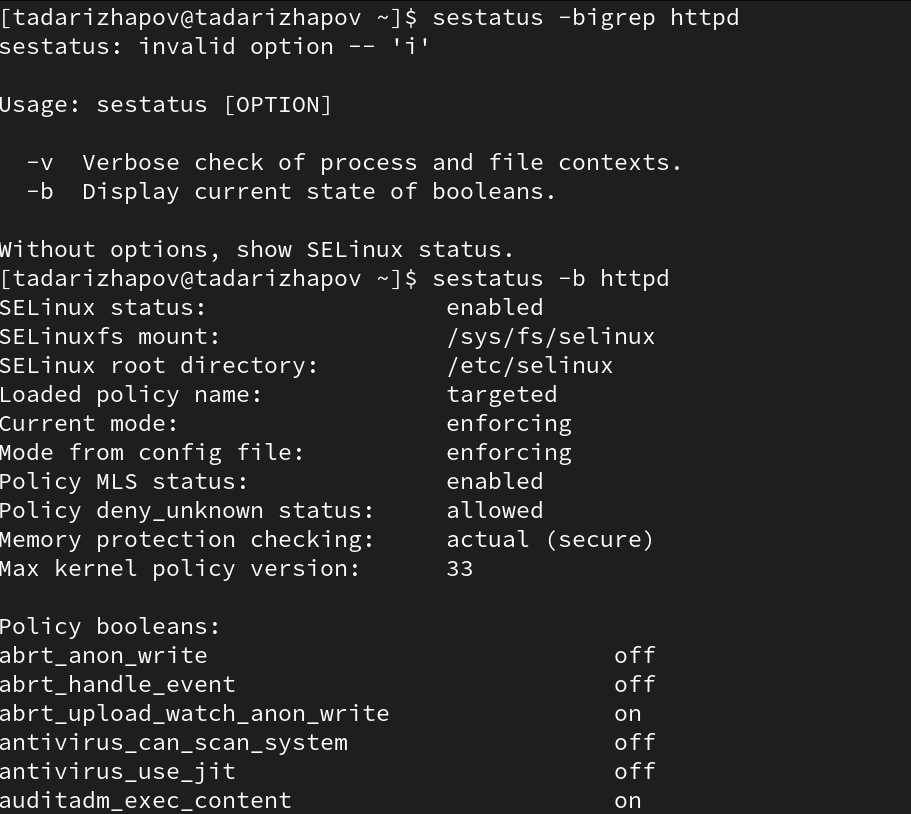 [tadarizhapov@tadarizhapov ~]$ sestatus -bigrep httpd
sestatus: invalid option -- 'i'
Usage: sestatus [OPTION]
-v  Verbose check of process and file contexts.
-b  Display current state of booleans.
Without options, show SELinux status.
[tadarizhapov@tadarizhapov ~]$ sestatus -b httpd
SELinux status: enabled
SELinuxfs mount: /sys/fs/selinux
SELinux root directory: /etc/selinux
Loaded policy name: targeted
Current mode: enforcing
Mode from config file: enforcing
Policy MLS status: enabled
Policy deny_unknown status: allowed
Memory protection checking: actual (secure)
Max kernel policy version: 33
Policy booleans:
abrt_anon_write off
abrt_handle_event off
abrt_upload_watch_anon_write on
antivirus_can_scan_system off
antivirus_use_jit off
auditadm_exec_content on